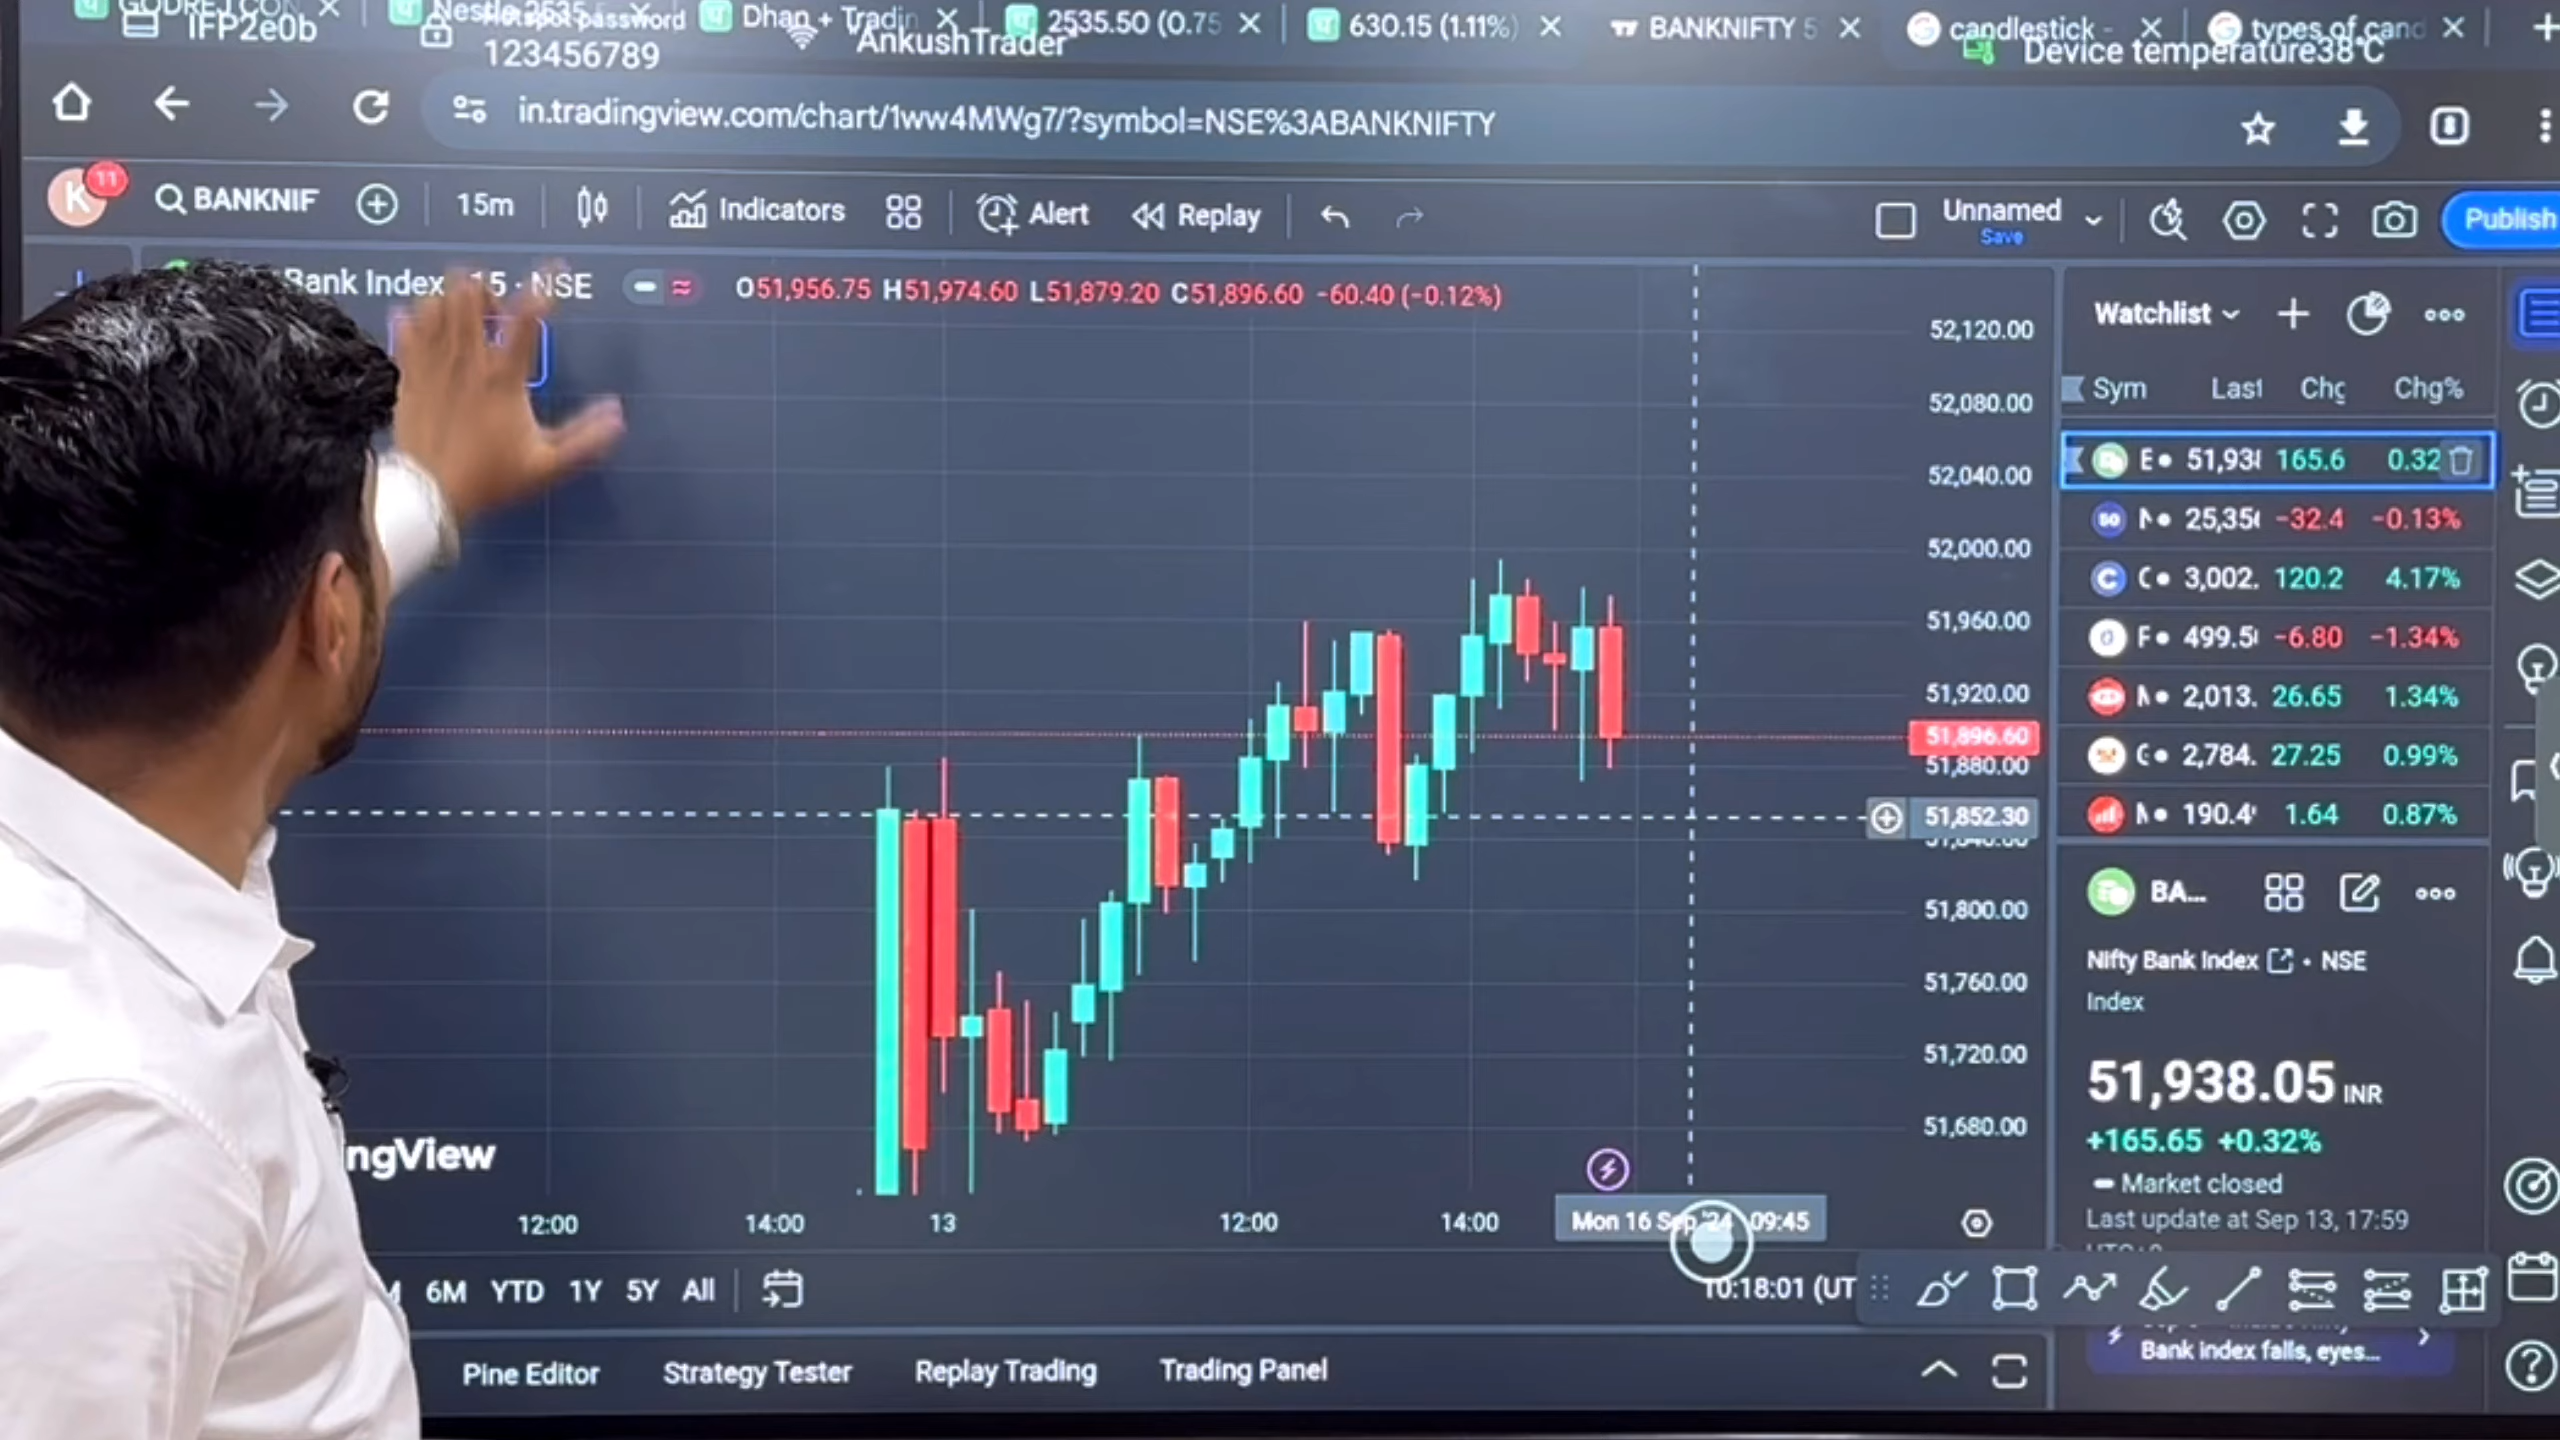 GODREJCON
IFP2e0b
Nestle 2535
Hotspot password
123456789
Dhan + Tradin
AnkushTrader
2535.50 (0.75
630.15 (1.11%)
BANKNIFTY 5
candlestick -
types of cand
Device temperature38°C
in.tradingview.com/chart/1ww4MWg7/?symbol=NSE%3ABANKNIFTY
K
11
BANKNIF
15m
Indicators
Alert
Replay
Unnamed
Save
Publish
Bank Index 15 · NSE
O51,956.75 H51,974.60 L51,879.20 C51,896.60 -60.40 (-0.12%)
52,120.00
52,080.00
52,040.00
52,000.00
51,960.00
51,920.00
51,896.60
51,880.00
51,852.30
51,840.00
51,800.00
51,760.00
51,720.00
51,680.00
Watchlist
Sym Last Chg Chg%
E 51,93 165.6 0.32
50 25,35 -32.4 -0.13%
C 3,002. 120.2 4.17%
F 499.5 -6.80 -1.34%
2,013. 26.65 1.34%
2,784. 27.25 0.99%
190.4 1.64 0.87%
BA...
Nifty Bank Index · NSE
Index
51,938.05 INR
+165.65 +0.32%
Market closed
Last update at Sep 13, 17:59
Bank index falls, eyes...
ngView
12:00 14:00 13 12:00 14:00 Mon 16 Sep '24 09:45
6M YTD 1Y 5Y All
10:18:01 (UT
Pine Editor Strategy Tester Replay Trading Trading Panel